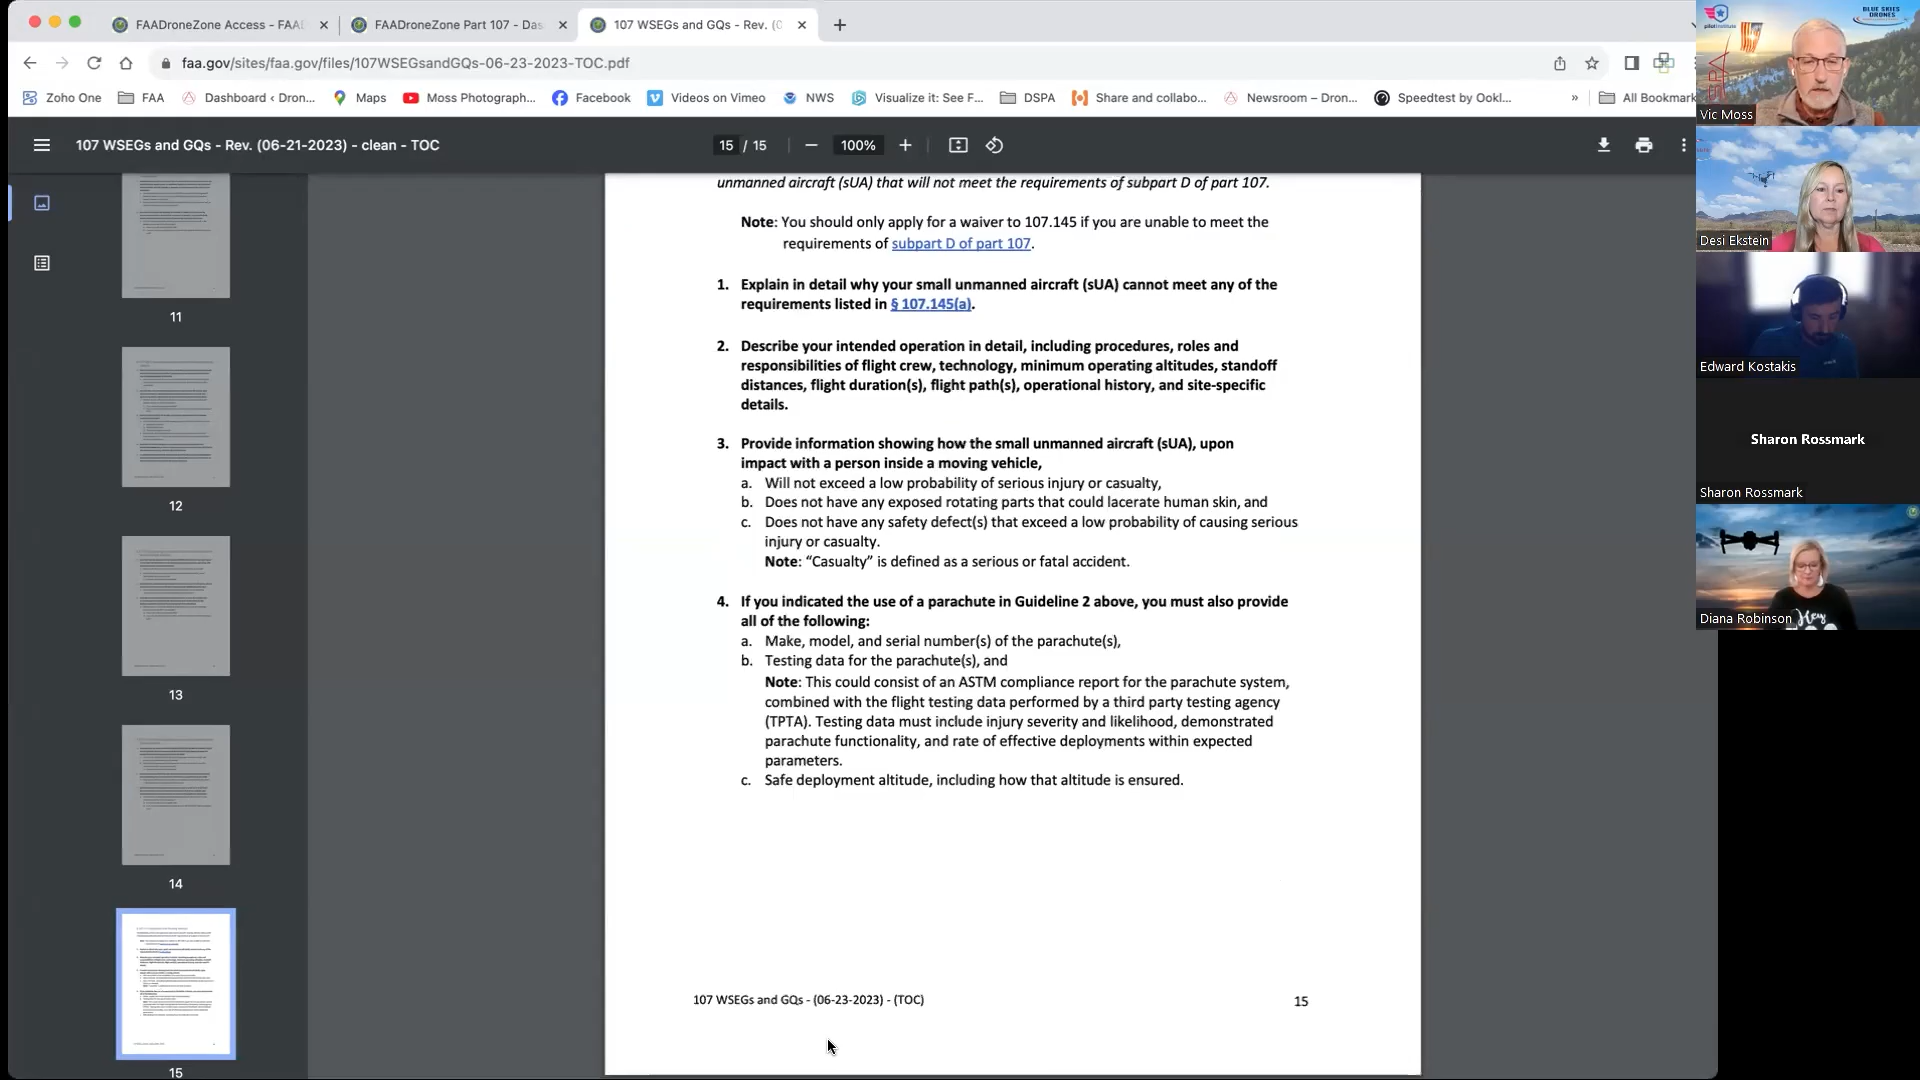 FAADroneZone Access - FAAD
FAADroneZone Part 107 - Das
107 WSEGs and GQs - Rev. (0
faa.gov/sites/faa.gov/files/107WSEGsandGQs-06-23-2023-TOC.pdf
Zoho One
FAA
Dashboard ‹ Dron...
Maps
Moss Photograph...
Facebook
Videos on Vimeo
NWS
Visualize it: See F...
DSPA
Share and collabo...
Newsroom – Dron...
Speedtest by Ookl...
»
All Bookmark
107 WSEGs and GQs - Rev. (06-21-2023) - clean - TOC
15 / 15
100%
11
12
13
14
15
unmanned aircraft (sUA) that will not meet the requirements of subpart D of part 107.
Note: You should only apply for a waiver to 107.145 if you are unable to meet the
requirements of subpart D of part 107.
1. Explain in detail why your small unmanned aircraft (sUA) cannot meet any of the
requirements listed in § 107.145(a).
2. Describe your intended operation in detail, including procedures, roles and
responsibilities of flight crew, technology, minimum operating altitudes, standoff
distances, flight duration(s), flight path(s), operational history, and site-specific
details.
3. Provide information showing how the small unmanned aircraft (sUA), upon
impact with a person inside a moving vehicle,
a. Will not exceed a low probability of serious injury or casualty,
b. Does not have any exposed rotating parts that could lacerate human skin, and
c. Does not have any safety defect(s) that exceed a low probability of causing serious
injury or casualty.
Note: “Casualty” is defined as a serious or fatal accident.
4. If you indicated the use of a parachute in Guideline 2 above, you must also provide
all of the following:
a. Make, model, and serial number(s) of the parachute(s),
b. Testing data for the parachute(s), and
Note: This could consist of an ASTM compliance report for the parachute system,
combined with the flight testing data performed by a third party testing agency
(TPTA). Testing data must include injury severity and likelihood, demonstrated
parachute functionality, and rate of effective deployments within expected
parameters.
c. Safe deployment altitude, including how that altitude is ensured.
107 WSEGs and GQs - (06-23-2023) - (TOC)
15
BLUE SKIES
DRONES
Vic Moss
Desi Ekstein
Edward Kostakis
Sharon Rossmark
Sharon Rossmark
Diana Robinson
Hey